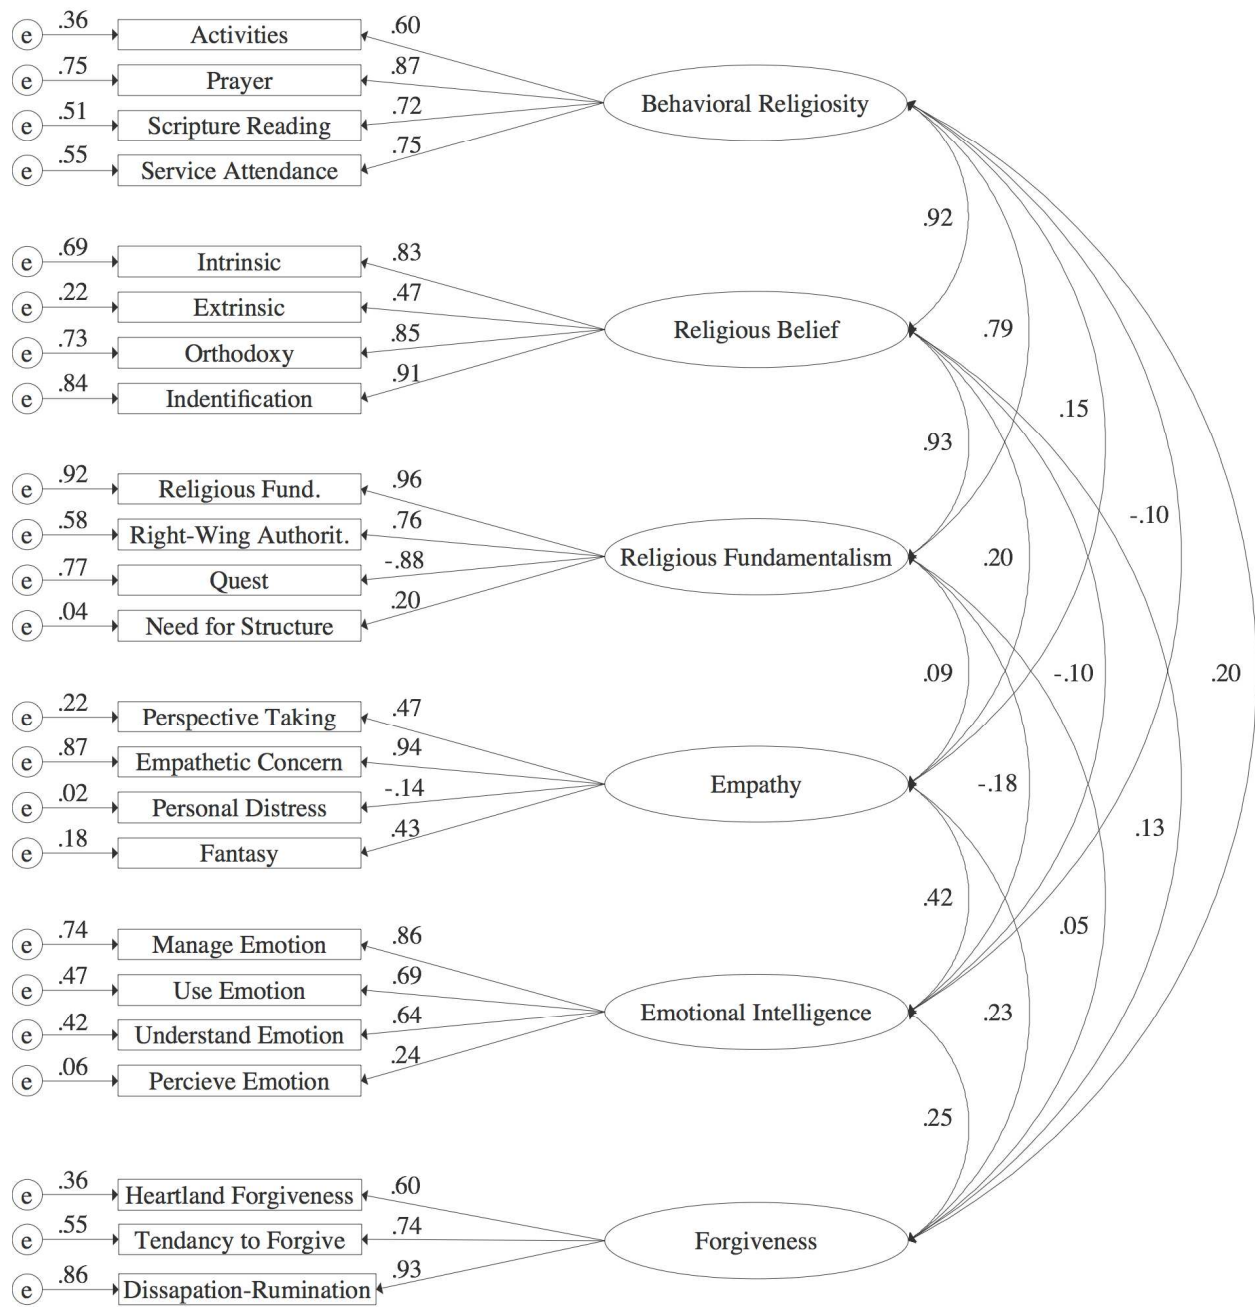 e .36 Activities .60
e .75 Prayer .87
e .51 Scripture Reading .72
e .55 Service Attendance .75
Behavioral Religiosity
.92
e .69 Intrinsic .83
e .22 Extrinsic .47
e .73 Orthodoxy .85
e .84 Indentification .91
Religious Belief
.79
.15
.93
e .92 Religious Fund. .96
e .58 Right-Wing Authorit. .76
e .77 Quest -.88
e .04 Need for Structure .20
Religious Fundamentalism
-.10
.20
.09
-.10
.20
e .22 Perspective Taking .47
e .87 Empathetic Concern .94
e .02 Personal Distress -.14
e .18 Fantasy .43
Empathy
-.18
.13
.42
.05
e .74 Manage Emotion .86
e .47 Use Emotion .69
e .42 Understand Emotion .64
e .06 Percieve Emotion .24
Emotional Intelligence
.23
.25
e .36 Heartland Forgiveness .60
e .55 Tendancy to Forgive .74
e .86 Dissapation-Rumination .93
Forgiveness